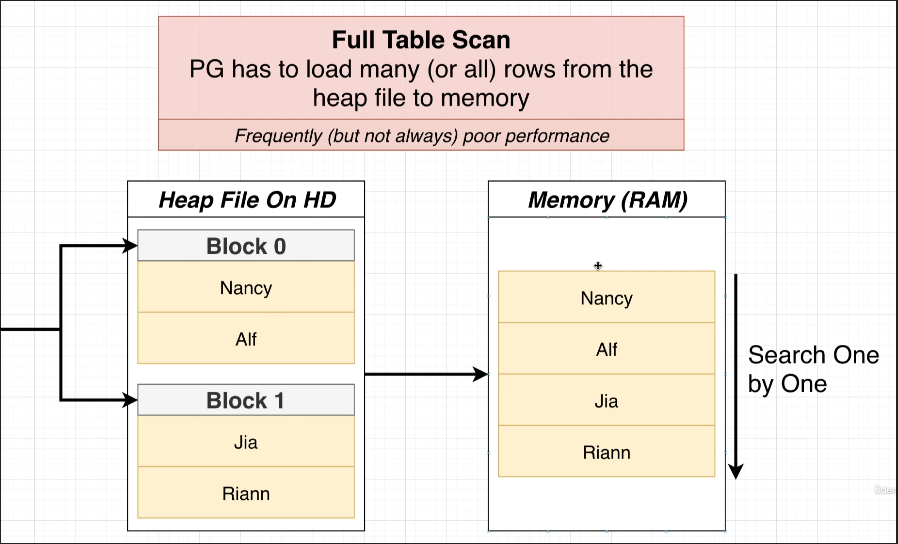 Full Table Scan
PG has to load many (or all) rows from the
heap file to memory
Frequently (but not always) poor performance
Heap File On HD
Block 0
Nancy
Alf
Block 1
Jia
Riann
Memory (RAM)
Nancy
Alf
Jia
Riann
Search One
by One